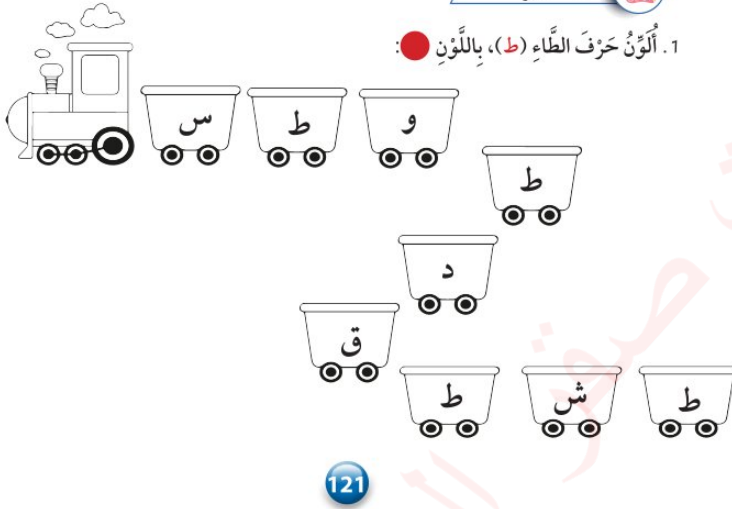 1. أُلَوِّنُ حَرْفَ الطَّاءِ (ط)، بِاللَّوْنِ :
و ط س
ط
د
ق
ط ش ط
121